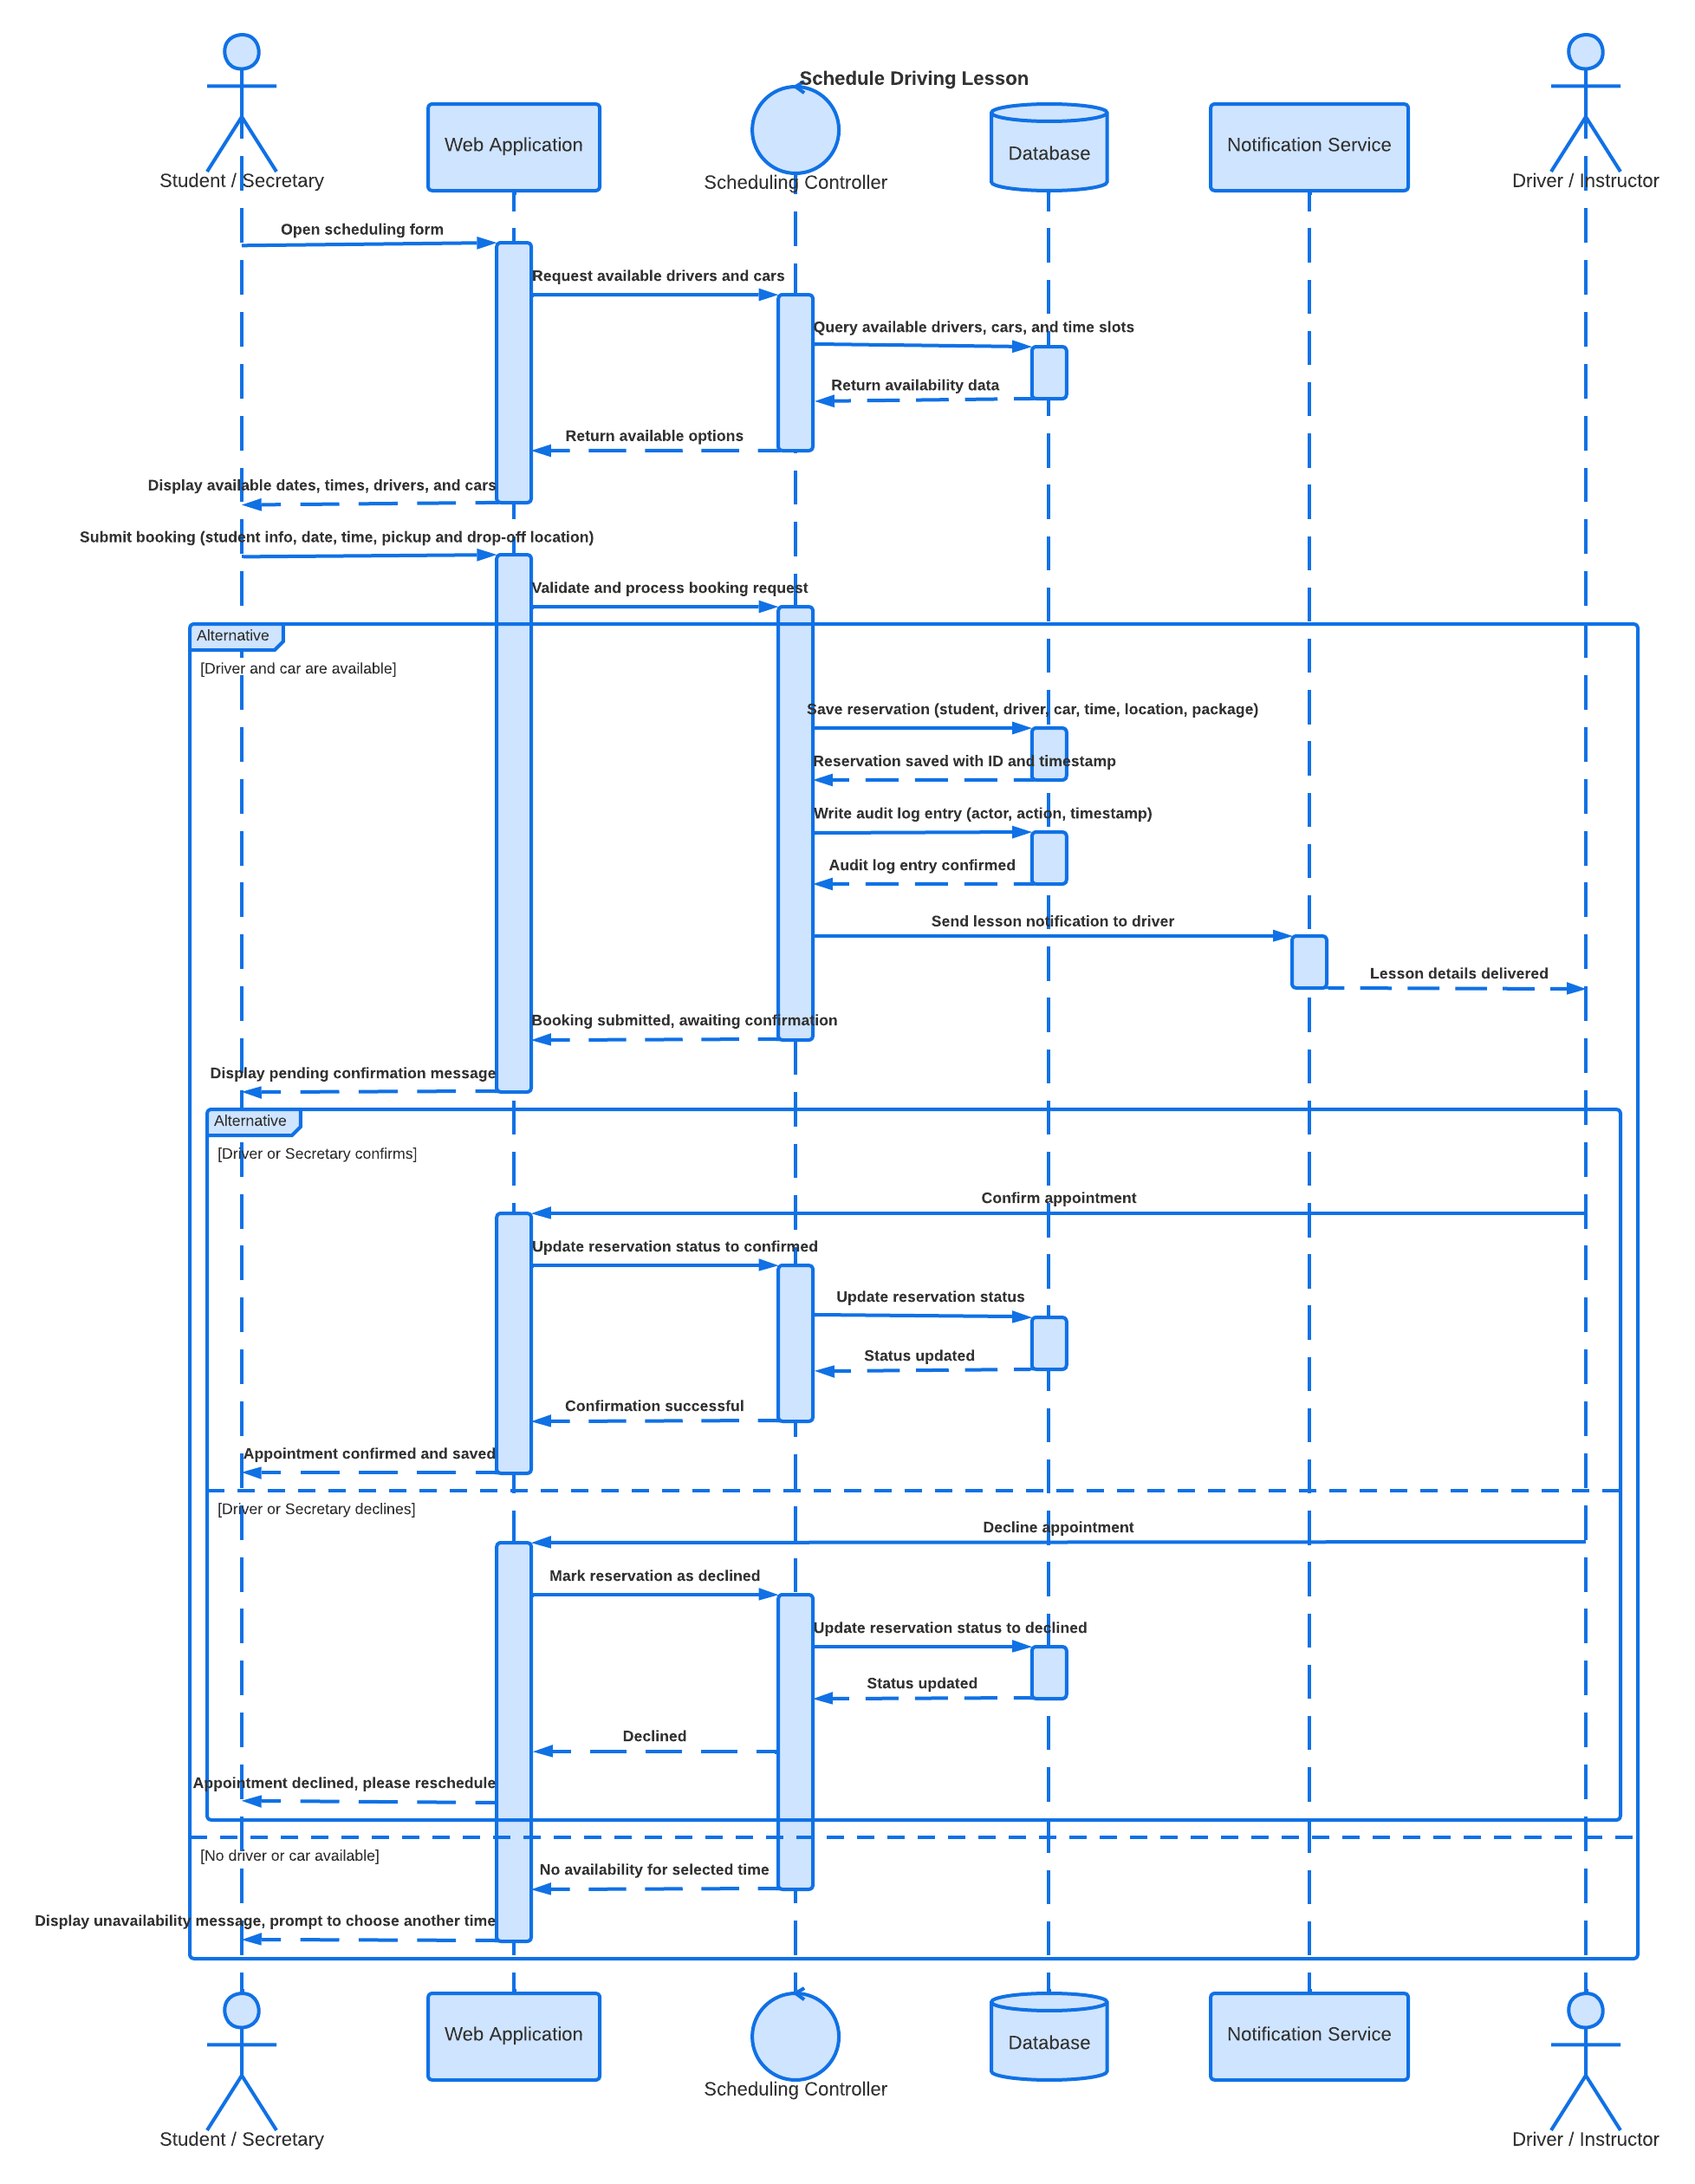 Schedule Driving Lesson
Student / Secretary
Web Application
Scheduling Controller
Database
Notification Service
Driver / Instructor
Open scheduling form
Request available drivers and cars
Query available drivers, cars, and time slots
Return availability data
Return available options
Display available dates, times, drivers, and cars
Submit booking (student info, date, time, pickup and drop-off location)
Validate and process booking request
Alternative
[Driver and car are available]
Save reservation (student, driver, car, time, location, package)
Reservation saved with ID and timestamp
Write audit log entry (actor, action, timestamp)
Audit log entry confirmed
Send lesson notification to driver
Lesson details delivered
Booking submitted, awaiting confirmation
Display pending confirmation message
Alternative
[Driver or Secretary confirms]
Confirm appointment
Update reservation status to confirmed
Update reservation status
Status updated
Confirmation successful
Appointment confirmed and saved
[Driver or Secretary declines]
Decline appointment
Mark reservation as declined
Update reservation status to declined
Status updated
Declined
Appointment declined, please reschedule
[No driver or car available]
No availability for selected time
Display unavailability message, prompt to choose another time
Student / Secretary
Web Application
Scheduling Controller
Database
Notification Service
Driver / Instructor